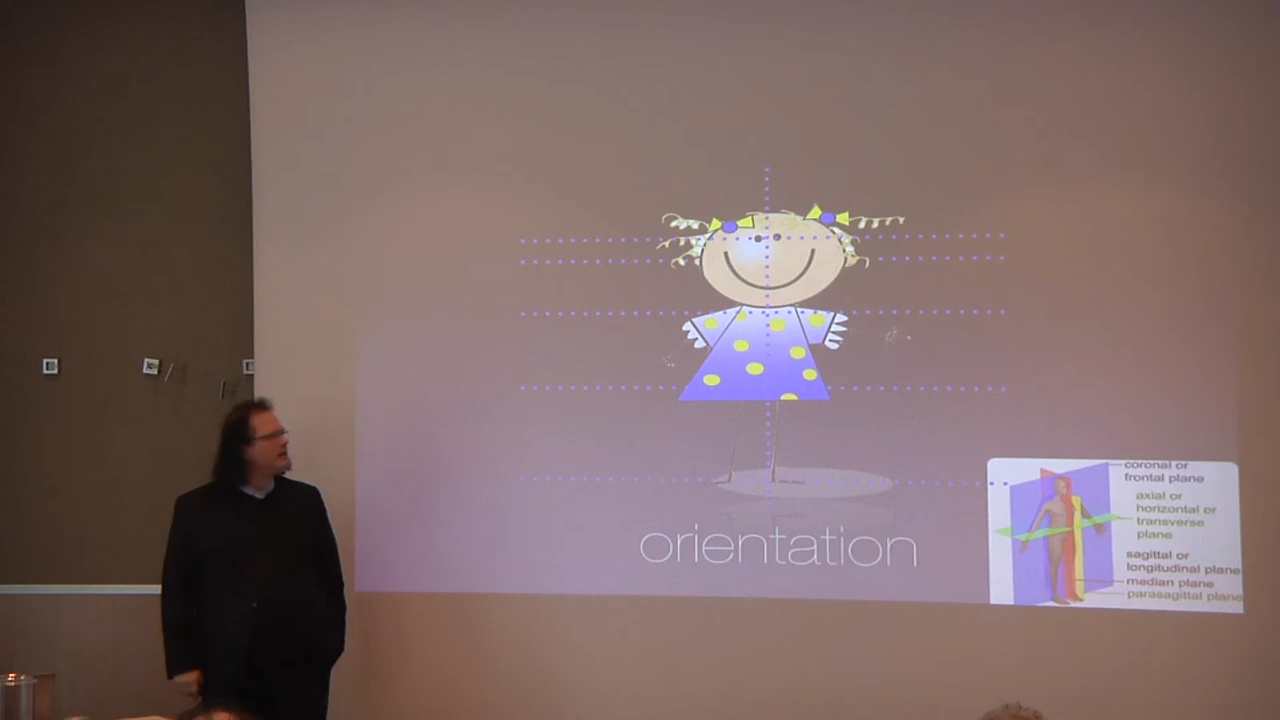 orientation
coronal or
frontal plane
axial or
horizontal or
transverse
plane
sagittal or
longitudinal plane
median plane
parasagittal plane